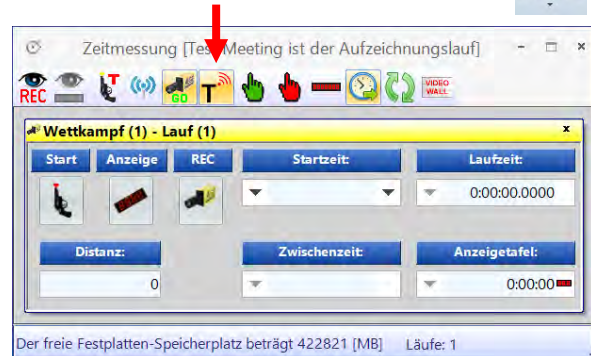 Zeitmessung [Test Meeting ist der Aufzeichnungslauf]
REC T GO T VIDEO WALL
Wettkampf (1) - Lauf (1) x
Start Anzeige REC Startzeit: Laufzeit:
0:00:00.0000
Distanz: Zwischenzeit: Anzeigetafel:
0 0:00:00
Der freie Festplatten-Speicherplatz beträgt 422821 [MB] Läufe: 1